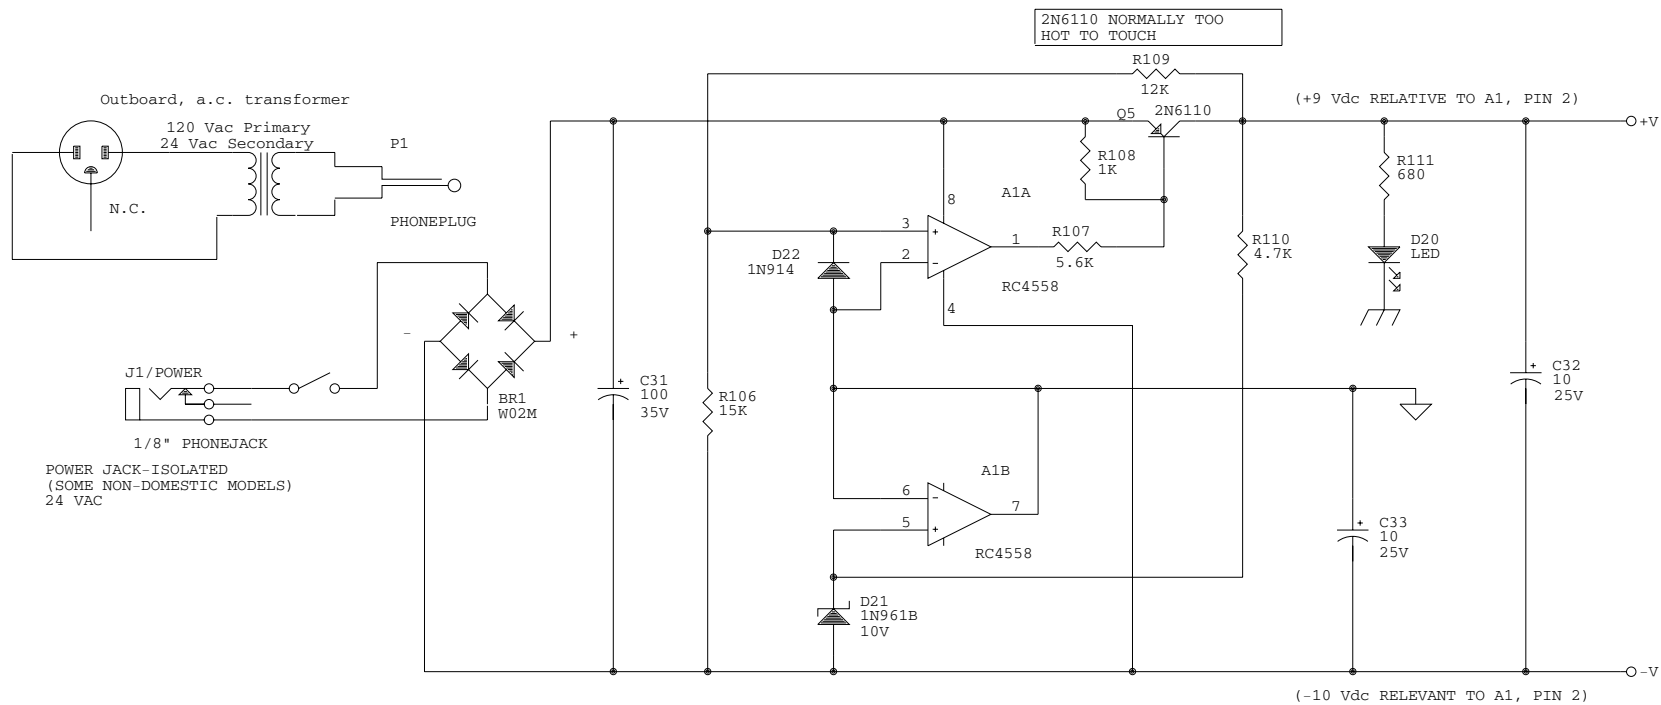 2N6110 NORMALLY TOO
HOT TO TOUCH
R109
12K
Outboard, a.c. transformer
120 Vac Primary
24 Vac Secondary
P1
PHONEPLUG
N.C.
Q5
2N6110
(+9 Vdc RELATIVE TO A1, PIN 2)
+V
R108
1K
R111
680
A1A
8
3
+
2
-
1
4
R107
5.6K
RC4558
D22
1N914
R110
4.7K
D20
LED
-
+
J1/POWER
BR1
W02M
1/8" PHONEJACK
POWER JACK-ISOLATED
(SOME NON-DOMESTIC MODELS)
24 VAC
+
C31
100
35V
R106
15K
+
C32
10
25V
A1B
6
-
5
+
7
RC4558
+
C33
10
25V
D21
1N961B
10V
-V
(-10 Vdc RELEVANT TO A1, PIN 2)